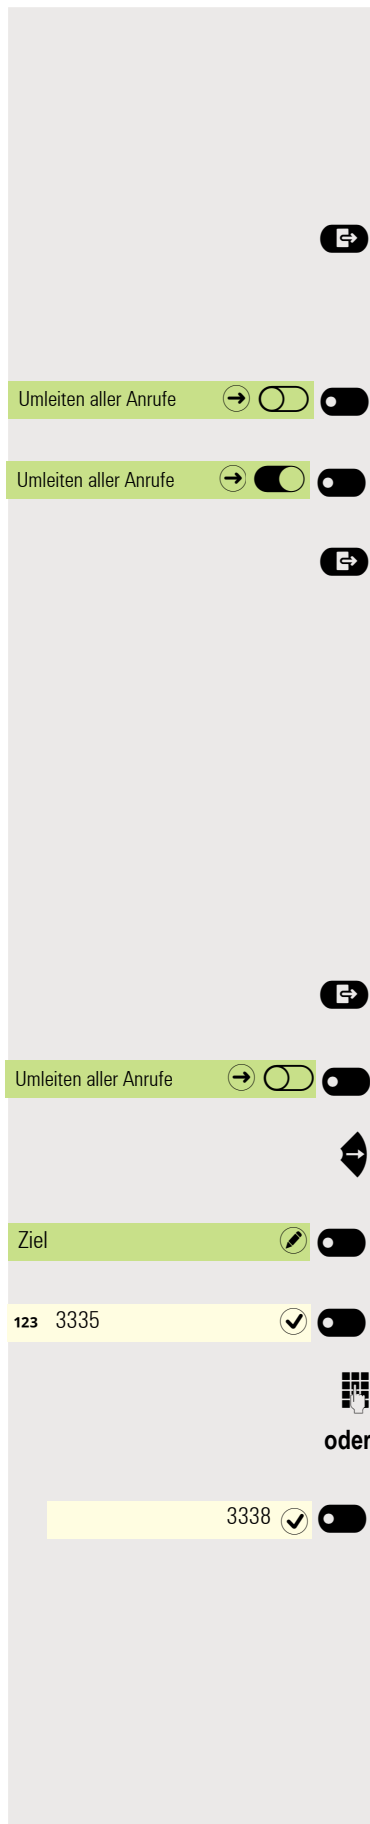 Umleiten aller Anrufe
Umleiten aller Anrufe
Umleiten aller Anrufe
Ziel
123 3335
oder
3338